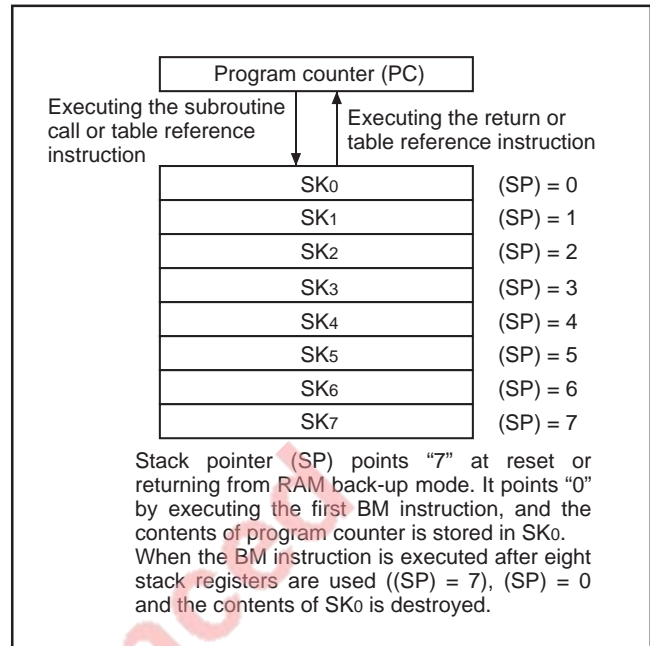 Program counter (PC)
Executing the subroutine
call or table reference
instruction
Executing the return or
table reference instruction
SK0 (SP) = 0
SK1 (SP) = 1
SK2 (SP) = 2
SK3 (SP) = 3
SK4 (SP) = 4
SK5 (SP) = 5
SK6 (SP) = 6
SK7 (SP) = 7
Stack pointer (SP) points “7” at reset or
returning from RAM back-up mode. It points “0”
by executing the first BM instruction, and the
contents of program counter is stored in SK0.
When the BM instruction is executed after eight
stack registers are used ((SP) = 7), (SP) = 0
and the contents of SK0 is destroyed.
nced